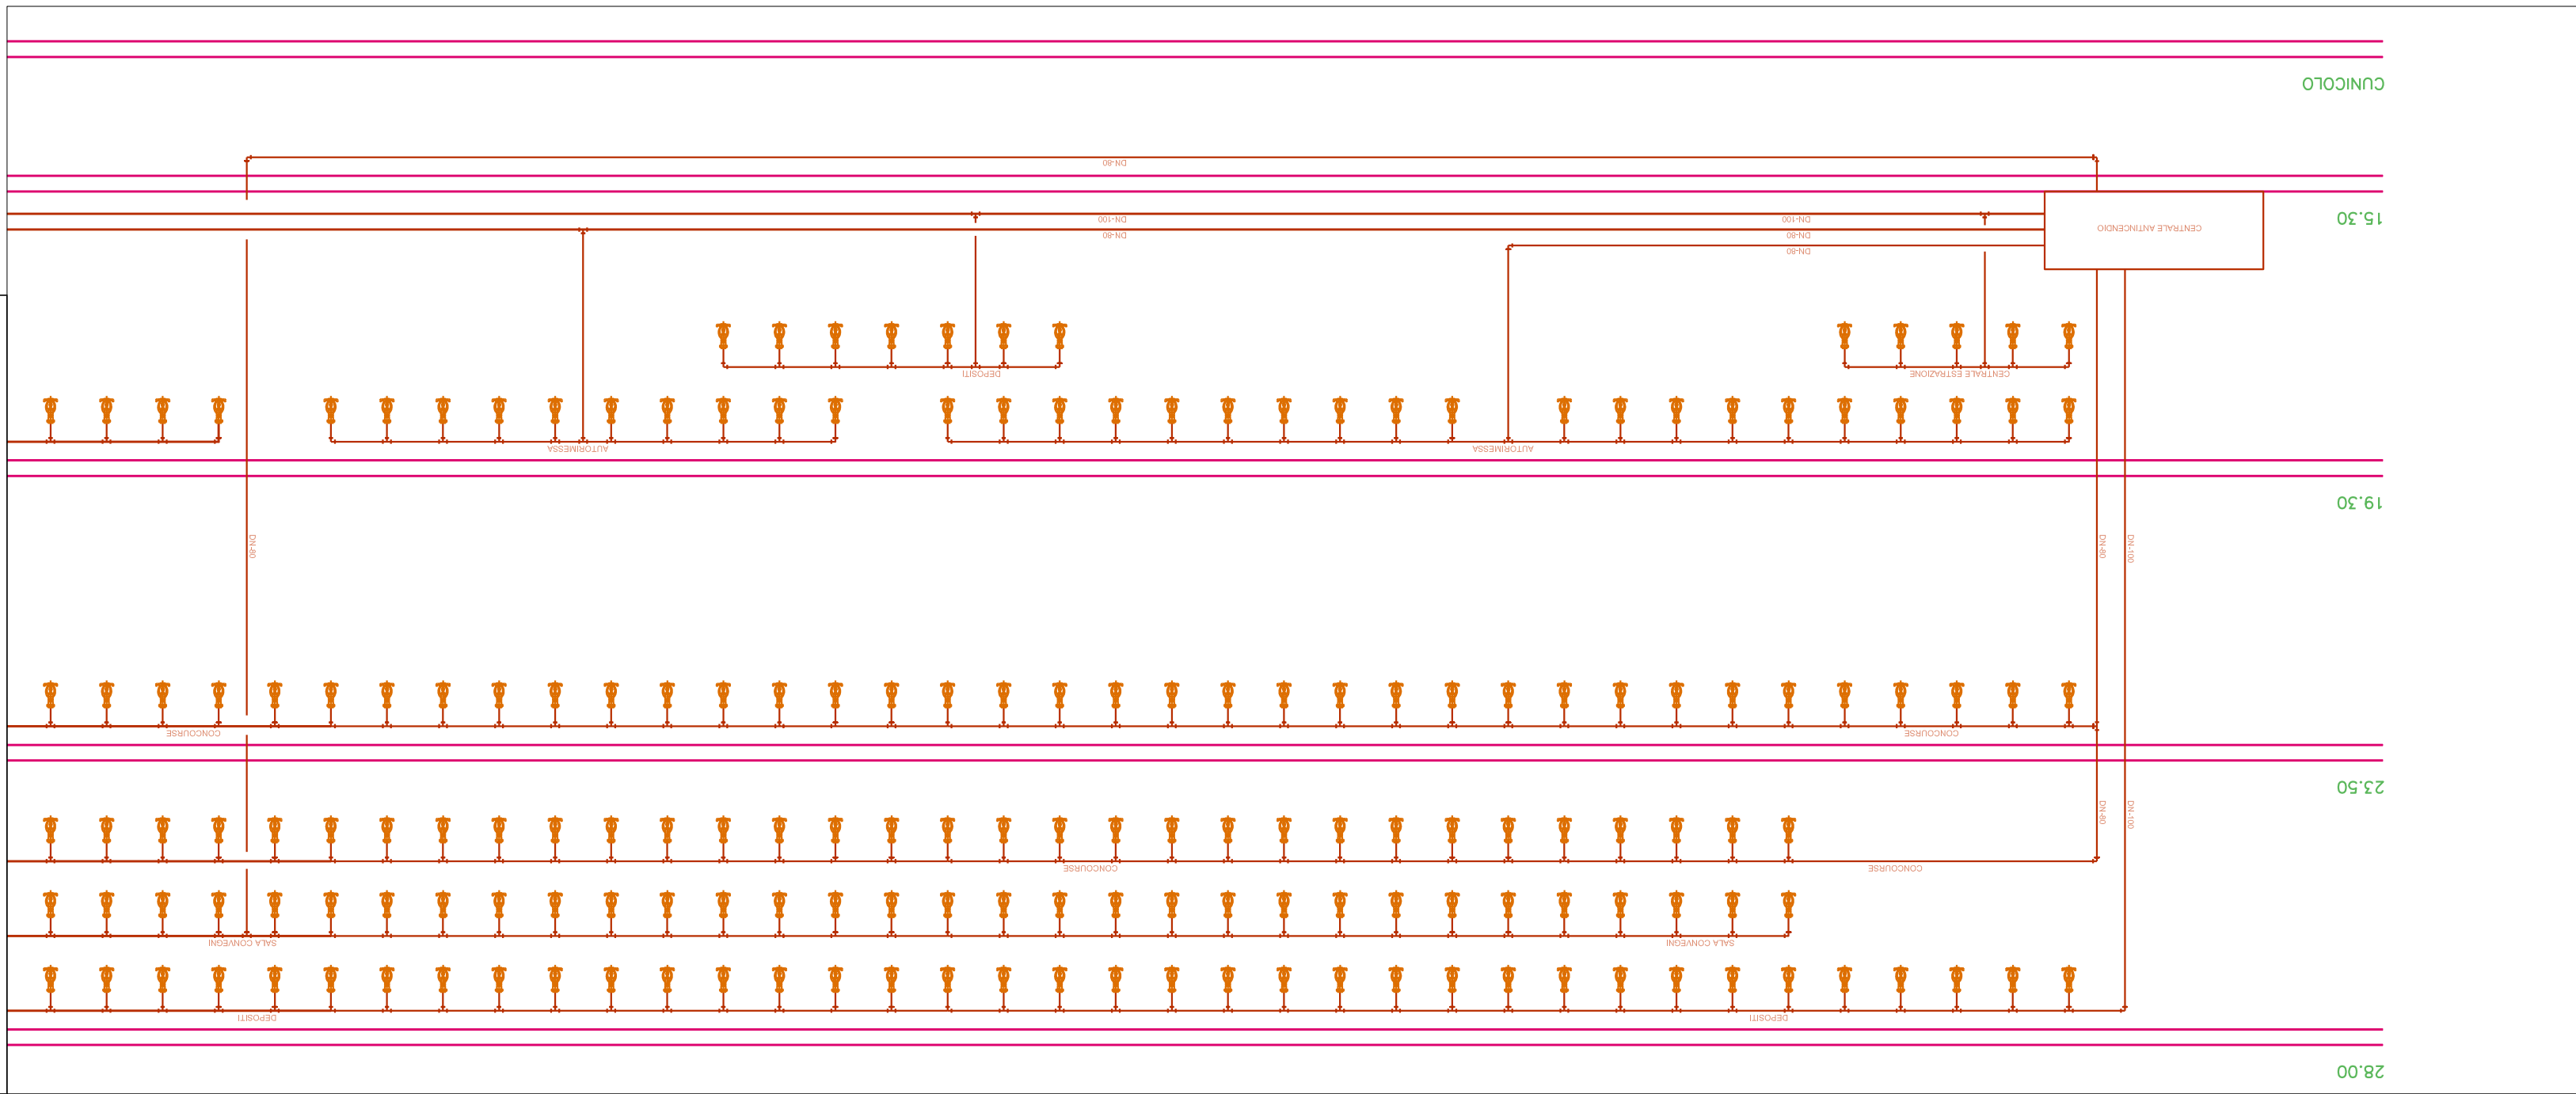 28.00
DEPOSITI
DEPOSITI
SALA CONVEGNI
SALA CONVEGNI
CONCOURSE
CONCOURSE
DN-100
DN-80
23.50
CONCOURSE
CONCOURSE
DN-100
DN-80
DN-80
19.30
AUTORIMESSA
AUTORIMESSA
CENTRALE ESTRAZIONE
DEPOSITI
DN-80
DN-80
DN-80
CENTRALE ANTINCENDIO
DN-100
DN-100
15.30
DN-80
CUNICOLO